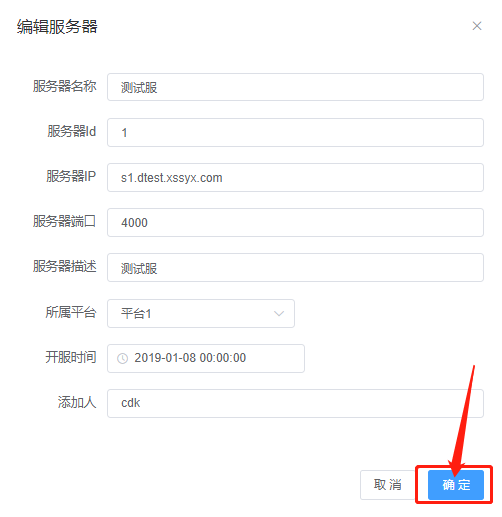 编辑服务器
服务器名称 测试服
服务器Id 1
服务器IP s1.dtest.xssyx.com
服务器端口 4000
服务器描述 测试服
所属平台 平台1
开服时间 2019-01-08 00:00:00
添加人 cdk
取消 确定